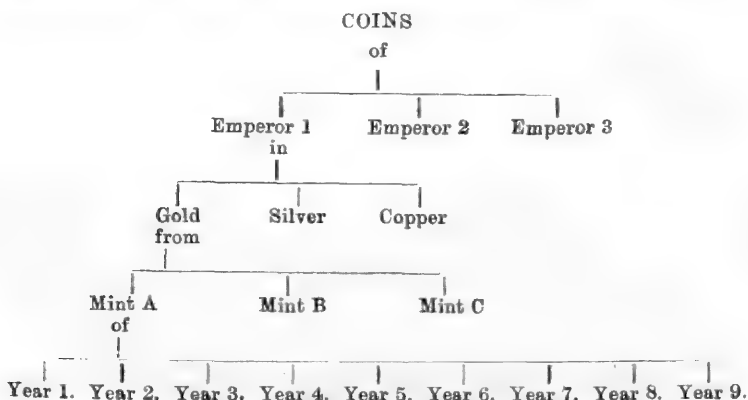 COINS
of
Emperor 1 Emperor 2 Emperor 3
in
Gold Silver Copper
from
Mint A Mint B Mint C
of
Year 1. Year 2. Year 3. Year 4. Year 5. Year 6. Year 7. Year 8. Year 9.